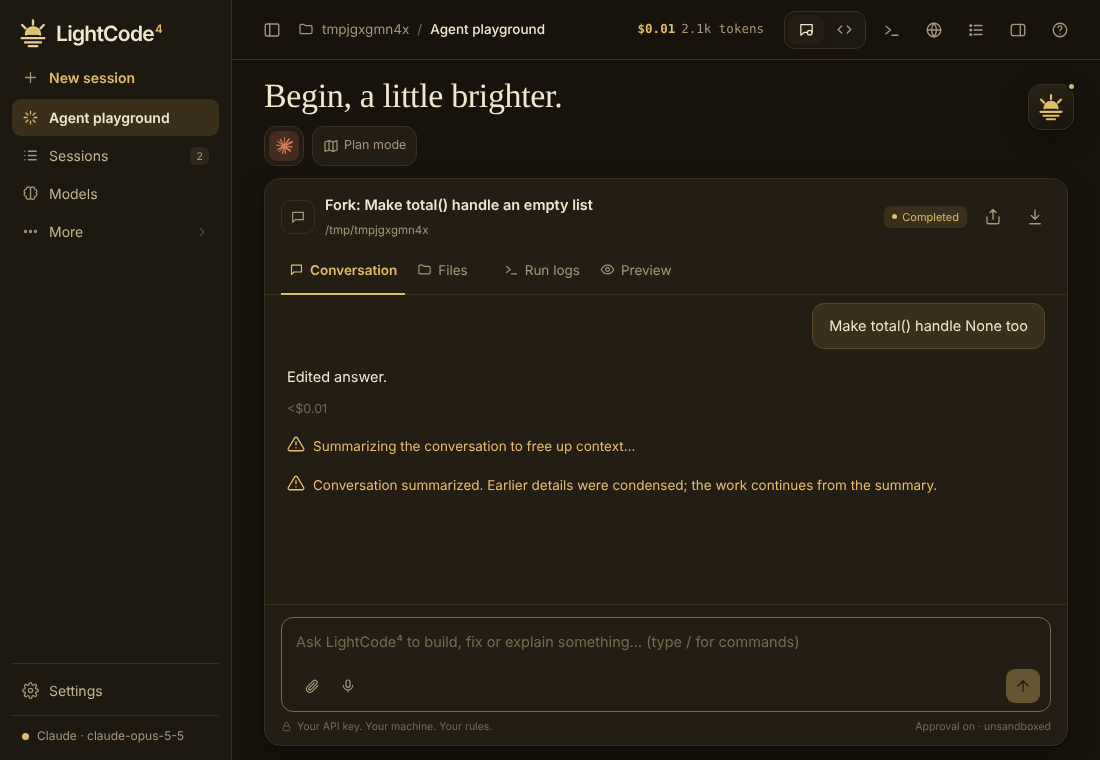 LightCode⁴
New session
Agent playground
Sessions 2
Models
More
Settings
Claude · claude-opus-5-5
tmpjgxgmn4x / Agent playground
$0.01 2.1k tokens
Begin, a little brighter.
Plan mode
Fork: Make total() handle an empty list
/tmp/tmpjgxgmn4x
Completed
Conversation Files Run logs Preview
Make total() handle None too
Edited answer.
<$0.01
Summarizing the conversation to free up context…
Conversation summarized. Earlier details were condensed; the work continues from the summary.
Ask LightCode⁴ to build, fix or explain something... (type / for commands)
Your API key. Your machine. Your rules.
Approval on · unsandboxed